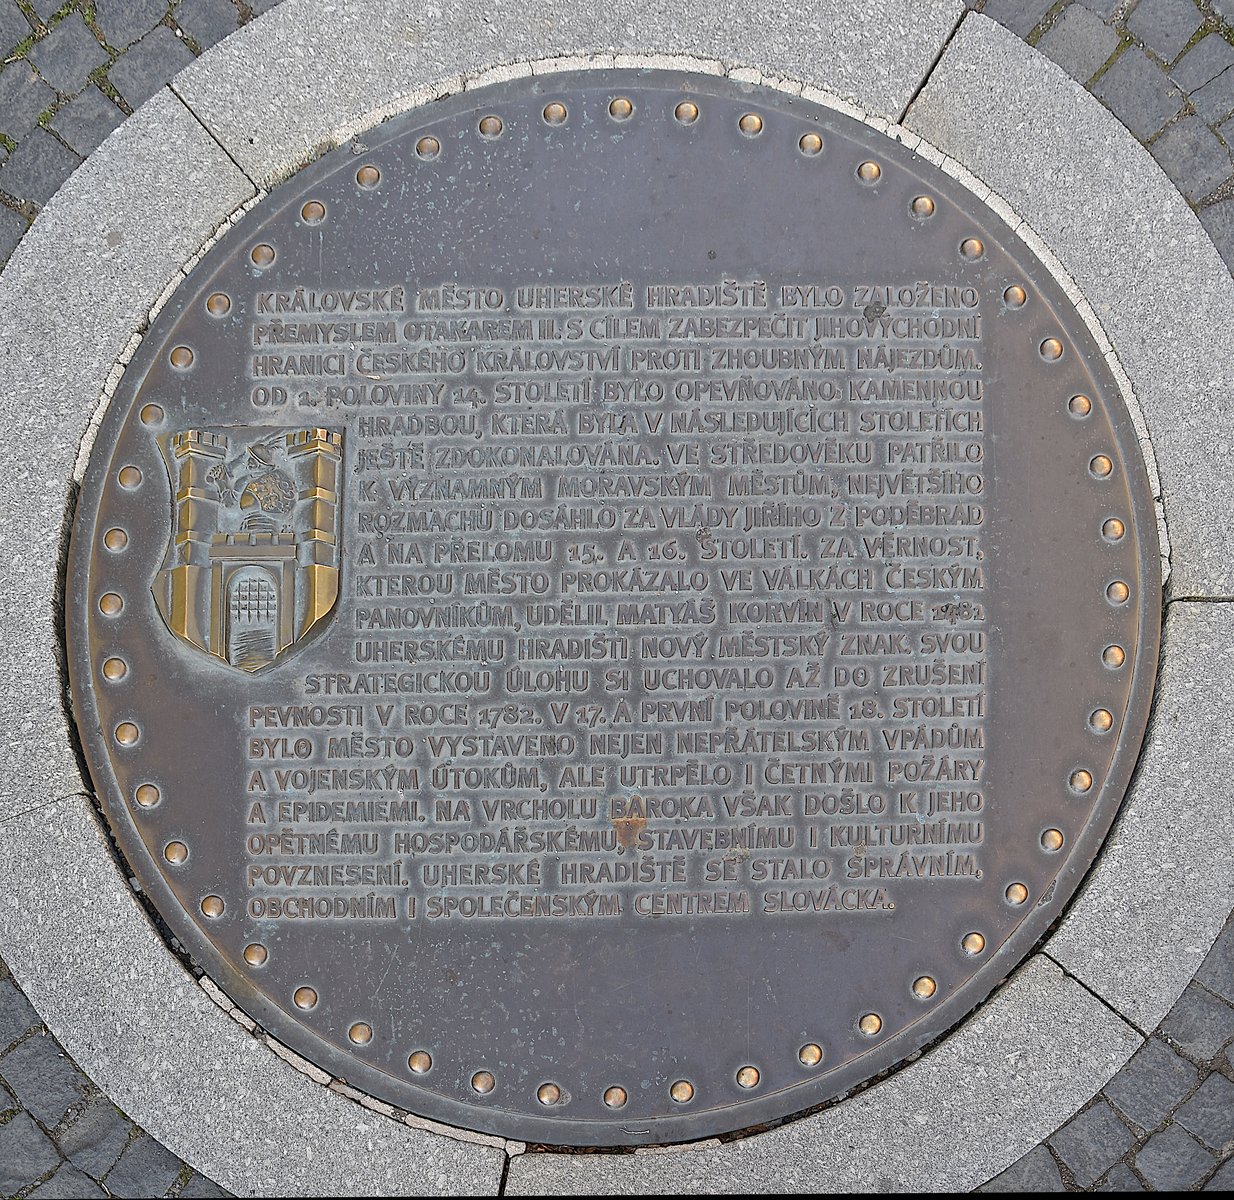 KRÁLOVSKÉ MĚSTO UHERSKÉ HRADIŠTĚ BYLO ZALOŽENO
PŘEMYSLEM OTAKAREM II. S CÍLEM ZABEZPEČIT JIHOVÝCHODNÍ
HRANICI ČESKÉHO KRÁLOVSTVÍ PROTI ZHOUBNÝM NÁJEZDŮM.
OD 1. POLOVINY 14. STOLETÍ BYLO OPEVŇOVÁNO KAMENNOU
HRADBOU, KTERÁ BYLA V NÁSLEDUJÍCÍCH STOLETÍCH
JEŠTĚ ZDOKONALOVÁNA. VE STŘEDOVĚKU PATŘILO
K VÝZNAMNÝM MORAVSKÝM MĚSTŮM, NEJVĚTŠÍHO
ROZMACHU DOSÁHLO ZA VLÁDY JIŘÍHO Z PODĚBRAD
A NA PŘELOMU 15. A 16. STOLETÍ. ZA VĚRNOST,
KTEROU MĚSTO PROKÁZALO VE VÁLKÁCH ČESKÝM
PANOVNÍKŮM, UDĚLIL MATYÁŠ KORVÍN V ROCE 1481
UHERSKÉMU HRADIŠTI NOVÝ MĚSTSKÝ ZNAK. SVOU
STRATEGICKOU ÚLOHU SI UCHOVALO AŽ DO ZRUŠENÍ
PEVNOSTI V ROCE 1782. V 17. A PRVNÍ POLOVINĚ 18. STOLETÍ
BYLO MĚSTO VYSTAVENO NEJEN NEPŘÁTELSKÝM VPÁDŮM
A VOJENSKÝM ÚTOKŮM, ALE UTRPĚLO I ČETNÝMI POŽÁRY
A EPIDEMIEMI. NA VRCHOLU BAROKA VŠAK DOŠLO K JEHO
OPĚTNÉMU HOSPODÁŘSKÉMU, STAVEBNÍMU I KULTURNÍMU
POVZNESENÍ. UHERSKÉ HRADIŠTĚ SE STALO SPRÁVNÍM,
OBCHODNÍM I SPOLEČENSKÝM CENTREM SLOVÁCKA.